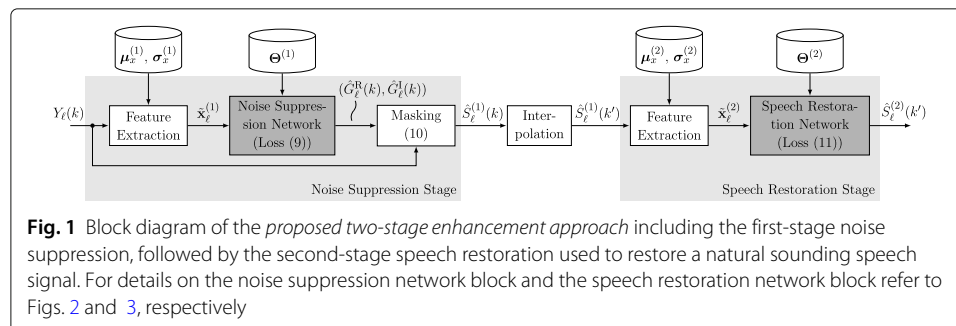 μ_x^(1), σ_x^(1)
Θ^(1)
μ_x^(2), σ_x^(2)
Θ^(2)
Y_ℓ(k)
Feature
Extraction
x̃_ℓ^(1)
Noise Suppres-
sion Network
(Loss (9))
(Ĝ_ℓ^R(k), Ĝ_ℓ^I(k))
Masking
(10)
Ŝ_ℓ^(1)(k)
Inter-
polation
Ŝ_ℓ^(1)(k′)
Feature
Extraction
x̃_ℓ^(2)
Speech Restora-
tion Network
(Loss (11))
Ŝ_ℓ^(2)(k′)
Noise Suppression Stage
Speech Restoration Stage
Fig. 1 Block diagram of the proposed two-stage enhancement approach including the first-stage noise
suppression, followed by the second-stage speech restoration used to restore a natural sounding speech
signal. For details on the noise suppression network block and the speech restoration network block refer to
Figs. 2 and 3, respectively